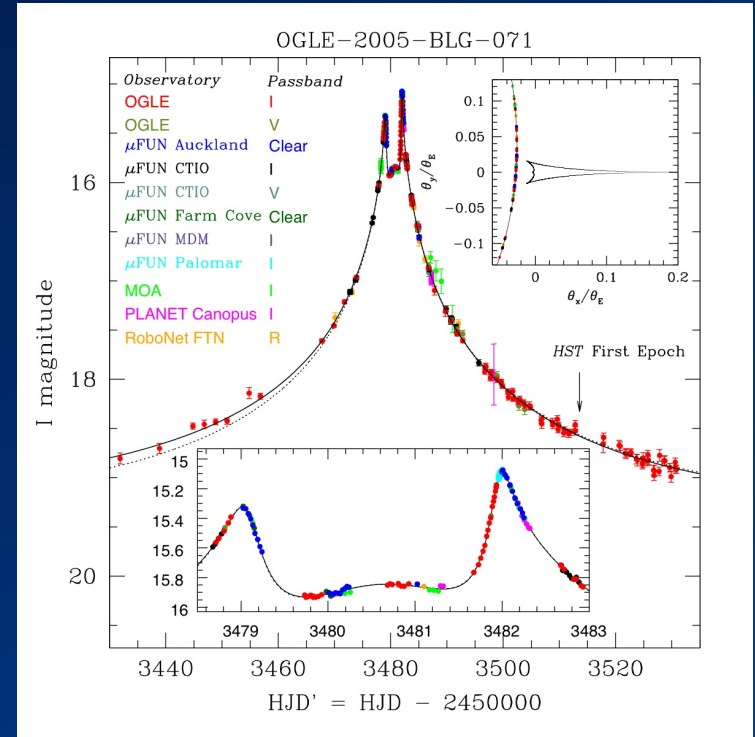 OGLE-2005-BLG-071
Observatory Passband
OGLE I
OGLE V
μFUN Auckland Clear
μFUN CTIO I
μFUN CTIO V
μFUN Farm Cove Clear
μFUN MDM I
μFUN Palomar I
MOA I
PLANET Canopus I
RoboNet FTN R
0.1
0.05
0
-0.05
-0.1
θy/θE
0 0.1 0.2
θx/θE
16
18
20
I magnitude
HST First Epoch
15
15.2
15.4
15.6
15.8
16
3479 3480 3481 3482 3483
3440 3460 3480 3500 3520
HJD' = HJD - 2450000